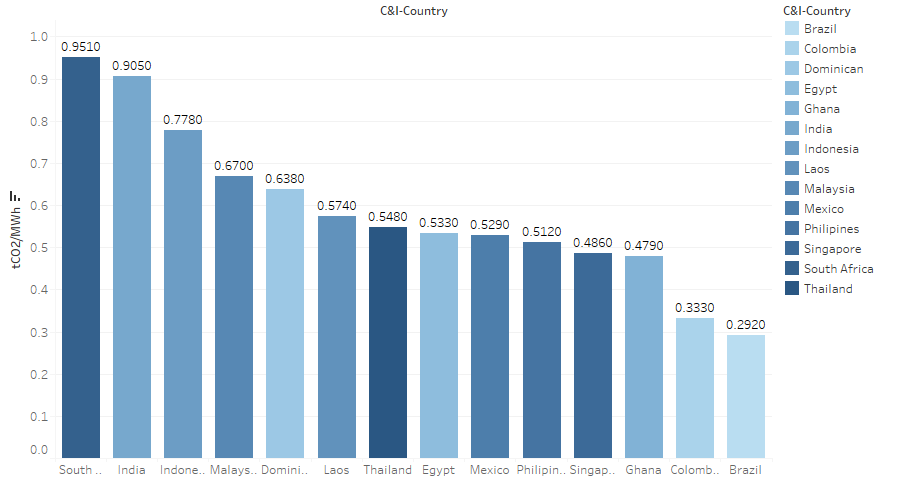 C&I-Country
C&I-Country
Brazil
Colombia
Dominican
Egypt
Ghana
India
Indonesia
Laos
Malaysia
Mexico
Philipines
Singapore
South Africa
Thailand
tCO2/MWh
1.0
0.9
0.8
0.7
0.6
0.5
0.4
0.3
0.2
0.1
0.0
0.9510
0.9050
0.7780
0.6700
0.6380
0.5740
0.5480
0.5330
0.5290
0.5120
0.4860
0.4790
0.3330
0.2920
South ..
India
Indone..
Malays..
Domini..
Laos
Thailand
Egypt
Mexico
Philipin..
Singap..
Ghana
Colomb..
Brazil